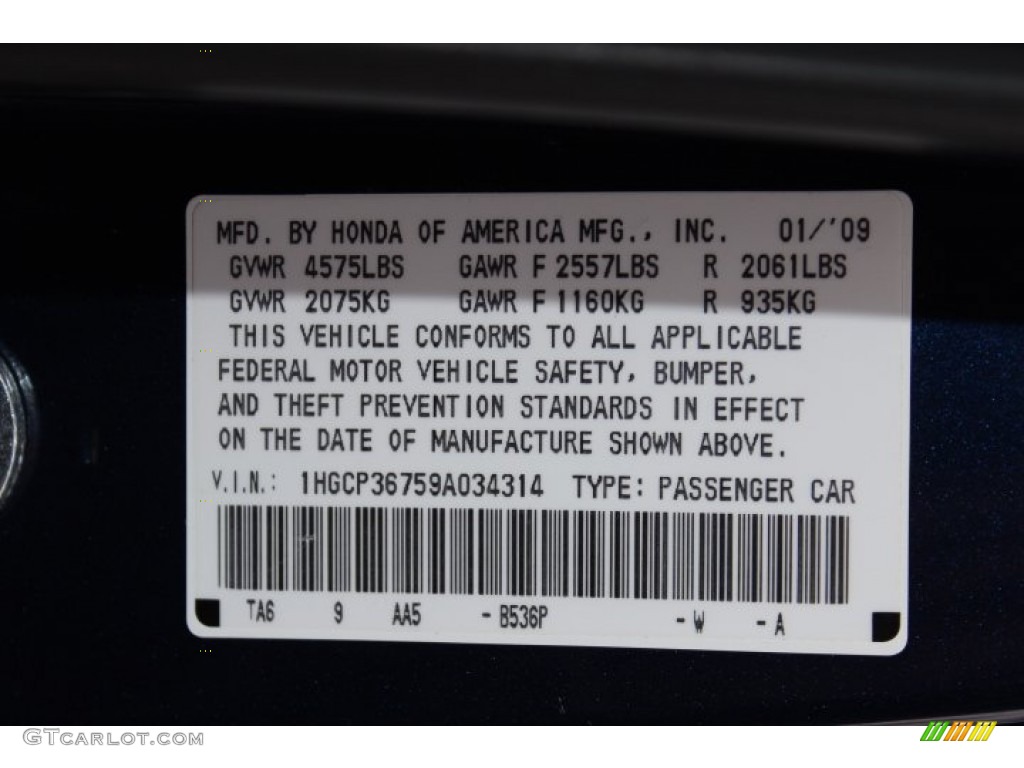 MFD. BY HONDA OF AMERICA MFG., INC. 01/'09
GVWR 4575LBS GAWR F 2557LBS R 2061LBS
GVWR 2075KG GAWR F 1160KG R 935KG
THIS VEHICLE CONFORMS TO ALL APPLICABLE
FEDERAL MOTOR VEHICLE SAFETY, BUMPER,
AND THEFT PREVENTION STANDARDS IN EFFECT
ON THE DATE OF MANUFACTURE SHOWN ABOVE.
V.I.N.: 1HGCP36759A034314 TYPE: PASSENGER CAR
TA6 9 AA5 - B536P - W - A
GTCARLOT.COM